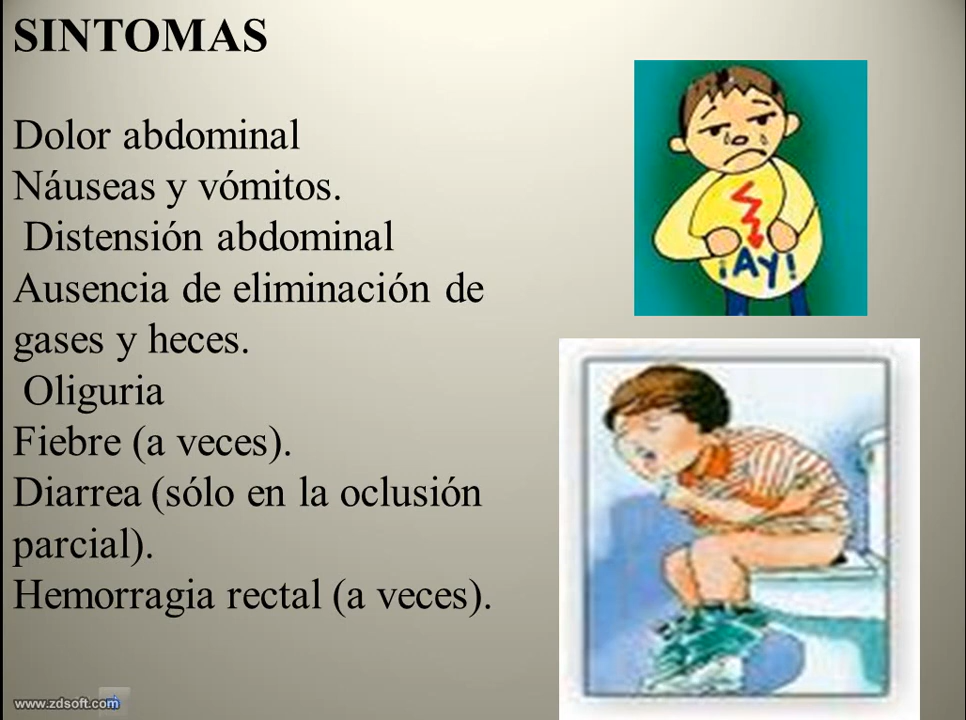 SINTOMAS
Dolor abdominal
Náuseas y vómitos.
Distensión abdominal
Ausencia de eliminación de
gases y heces.
Oliguria
Fiebre (a veces).
Diarrea (sólo en la oclusión
parcial).
Hemorragia rectal (a veces).
¡AY!
www.zdsoft.com